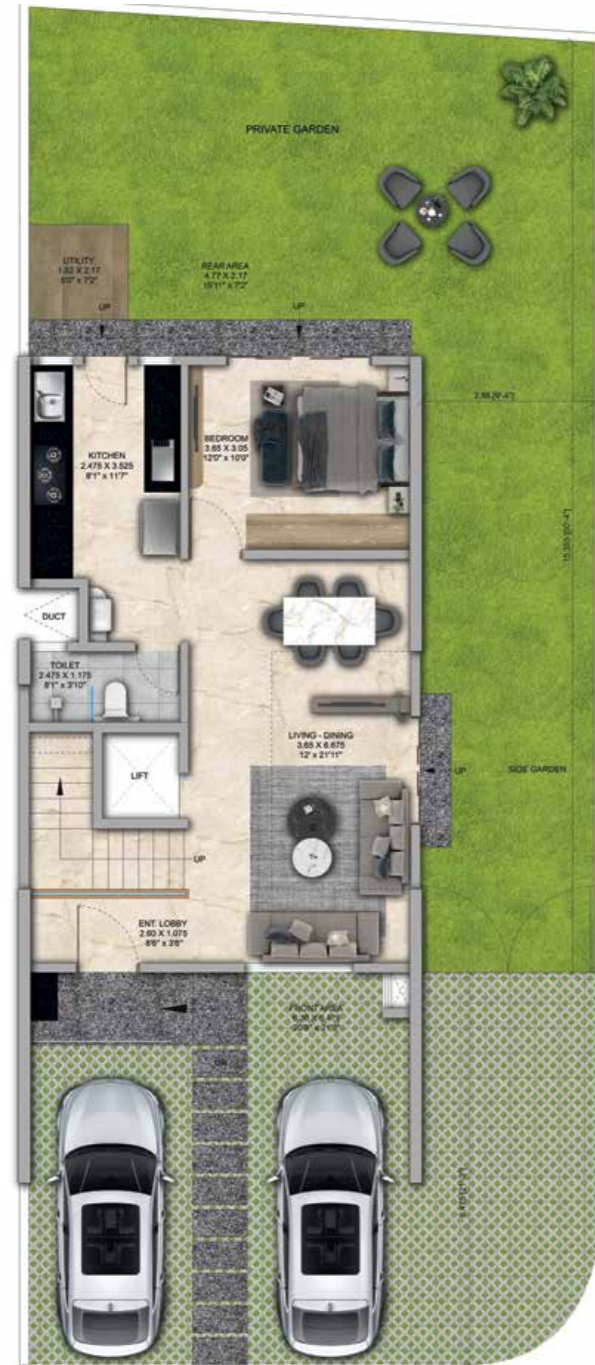 PRIVATE GARDEN
UTILITY
1.82 X 2.17
6'0" x 7'2"
REAR AREA
4.77 X 2.17
15'11" x 7'2"
UP
UP
BEDROOM
3.65 X 3.05
12'0" x 10'0"
KITCHEN
2.475 X 3.525
8'1" x 11'7"
DUCT
TOILET
2.475 X 1.175
8'1" x 3'10"
LIVING - DINING
3.65 X 6.675
12' x 21'11"
LIFT
UP
SIDE GARDEN
UP
ENT. LOBBY
2.60 X 1.075
8'6" x 3'6"
FRONT AREA